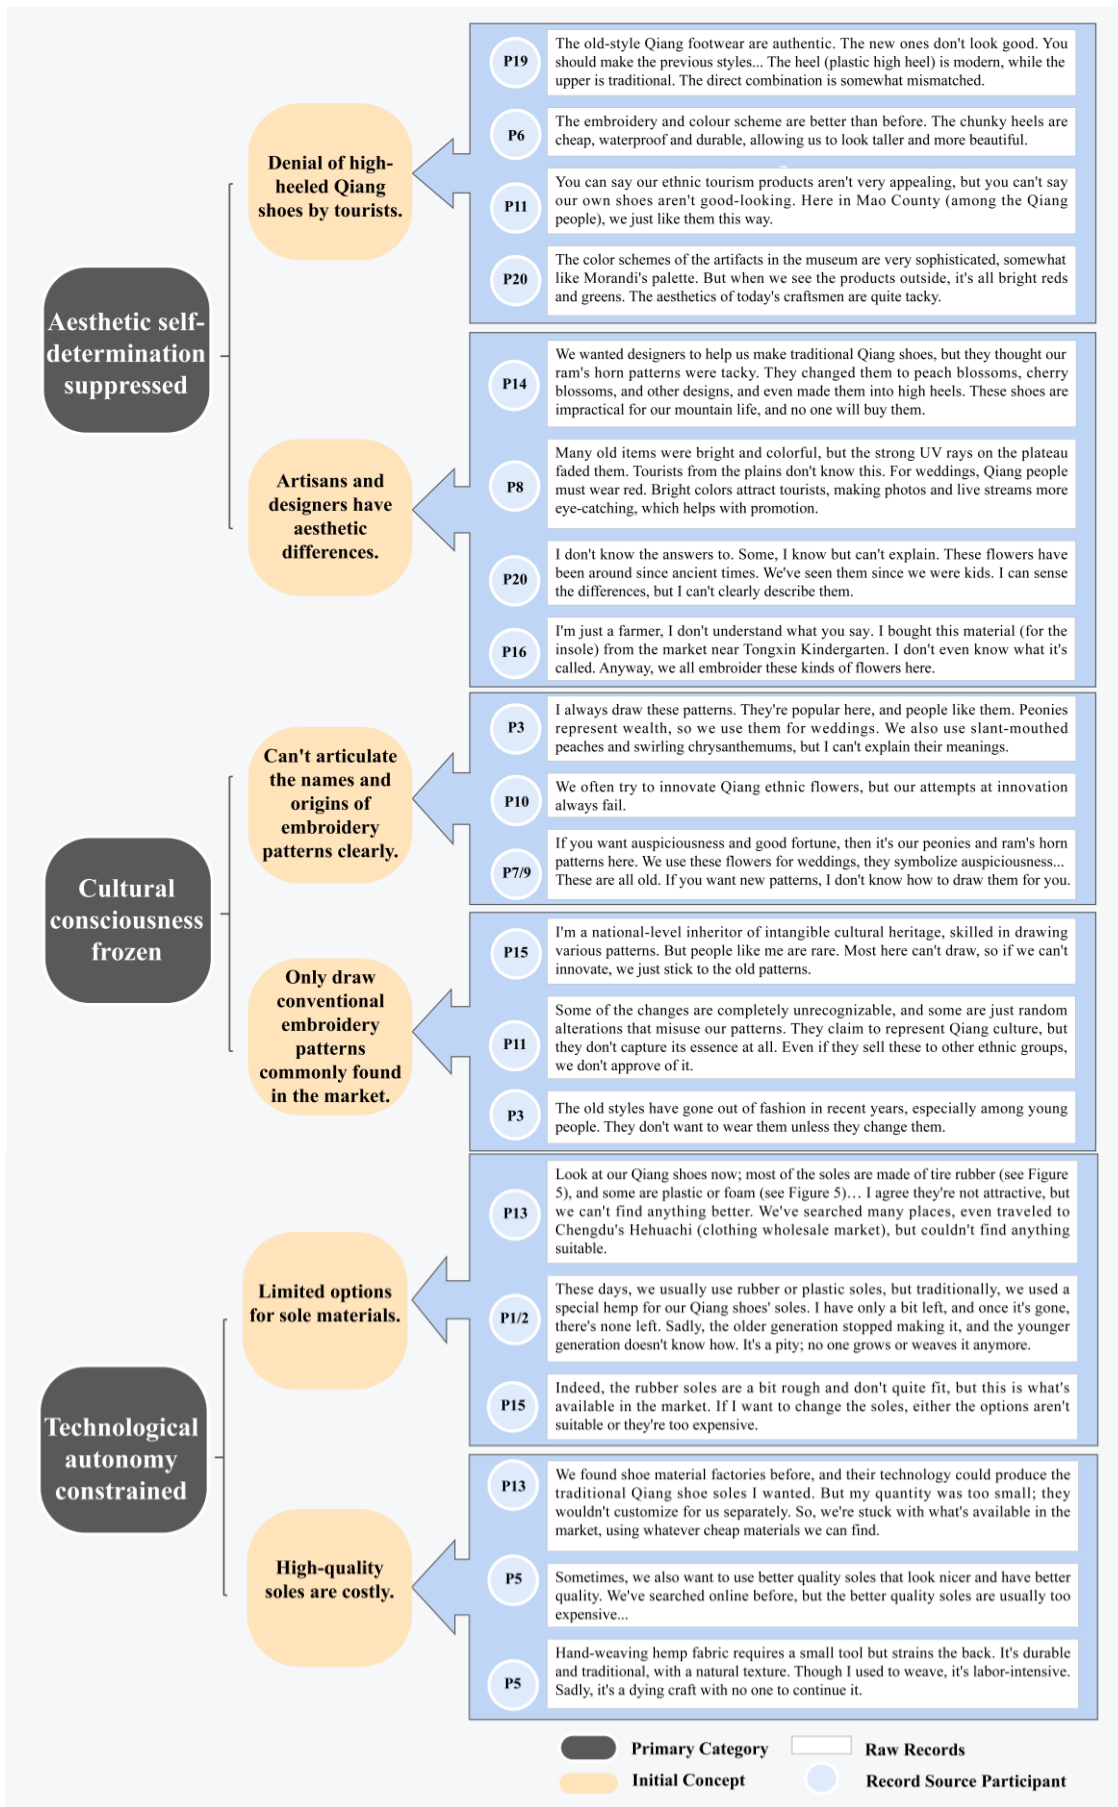 P19
The old-style Qiang footwear are authentic. The new ones don't look good. You
should make the previous styles... The heel (plastic high heel) is modern, while the
upper is traditional. The direct combination is somewhat mismatched.
P6
The embroidery and colour scheme are better than before. The chunky heels are
cheap, waterproof and durable, allowing us to look taller and more beautiful.
Denial of high-
heeled Qiang
shoes by tourists.
P11
You can say our ethnic tourism products aren't very appealing, but you can't say
our own shoes aren't good-looking. Here in Mao County (among the Qiang
people), we just like them this way.
P20
The color schemes of the artifacts in the museum are very sophisticated, somewhat
like Morandi's palette. But when we see the products outside, it's all bright reds
and greens. The aesthetics of today's craftsmen are quite tacky.
Aesthetic self-
determination
suppressed
P14
We wanted designers to help us make traditional Qiang shoes, but they thought our
ram's horn patterns were tacky. They changed them to peach blossoms, cherry
blossoms, and other designs, and even made them into high heels. These shoes are
impractical for our mountain life, and no one will buy them.
P8
Many old items were bright and colorful, but the strong UV rays on the plateau
faded them. Tourists from the plains don't know this. For weddings, Qiang people
must wear red. Bright colors attract tourists, making photos and live streams more
eye-catching, which helps with promotion.
Artisans and
designers have
aesthetic
differences.
P20
I don't know the answers to. Some, I know but can't explain. These flowers have
been around since ancient times. We've seen them since we were kids. I can sense
the differences, but I can't clearly describe them.
P16
I'm just a farmer, I don't understand what you say. I bought this material (for the
insole) from the market near Tongxin Kindergarten. I don't even know what it's
called. Anyway, we all embroider these kinds of flowers here.
P3
I always draw these patterns. They're popular here, and people like them. Peonies
represent wealth, so we use them for weddings. We also use slant-mouthed
peaches and swirling chrysanthemums, but I can't explain their meanings.
Can't articulate
the names and
origins of
embroidery
patterns clearly.
P10
We often try to innovate Qiang ethnic flowers, but our attempts at innovation
always fail.
P7/9
If you want auspiciousness and good fortune, then it's our peonies and ram's horn
patterns here. We use these flowers for weddings, they symbolize auspiciousness...
These are all old. If you want new patterns, I don't know how to draw them for you.
Cultural
consciousness
frozen
P15
I'm a national-level inheritor of intangible cultural heritage, skilled in drawing
various patterns. But people like me are rare. Most here can't draw, so if we can't
innovate, we just stick to the old patterns.
Only draw
conventional
embroidery
patterns
commonly found
in the market.
P11
Some of the changes are completely unrecognizable, and some are just random
alterations that misuse our patterns. They claim to represent Qiang culture, but
they don't capture its essence at all. Even if they sell these to other ethnic groups,
we don't approve of it.
P3
The old styles have gone out of fashion in recent years, especially among young
people. They don't want to wear them unless they change them.
P13
Look at our Qiang shoes now; most of the soles are made of tire rubber (see Figure
5), and some are plastic or foam (see Figure 5)… I agree they're not attractive, but
we can't find anything better. We've searched many places, even traveled to
Chengdu's Hehuachi (clothing wholesale market), but couldn't find anything
suitable.
Limited options
for sole materials.
P1/2
These days, we usually use rubber or plastic soles, but traditionally, we used a
special hemp for our Qiang shoes' soles. I have only a bit left, and once it's gone,
there's none left. Sadly, the older generation stopped making it, and the younger
generation doesn't know how. It's a pity; no one grows or weaves it anymore.
P15
Indeed, the rubber soles are a bit rough and don't quite fit, but this is what's
available in the market. If I want to change the soles, either the options aren't
suitable or they're too expensive.
Technological
autonomy
constrained
P13
We found shoe material factories before, and their technology could produce the
traditional Qiang shoe soles I wanted. But my quantity was too small; they
wouldn't customize for us separately. So, we're stuck with what's available in the
market, using whatever cheap materials we can find.
High-quality
soles are costly.
P5
Sometimes, we also want to use better quality soles that look nicer and have better
quality. We've searched online before, but the better quality soles are usually too
expensive...
P5
Hand-weaving hemp fabric requires a small tool but strains the back. It's durable
and traditional, with a natural texture. Though I used to weave, it's labor-intensive.
Sadly, it's a dying craft with no one to continue it.
Primary Category
Raw Records
Initial Concept
Record Source Participant